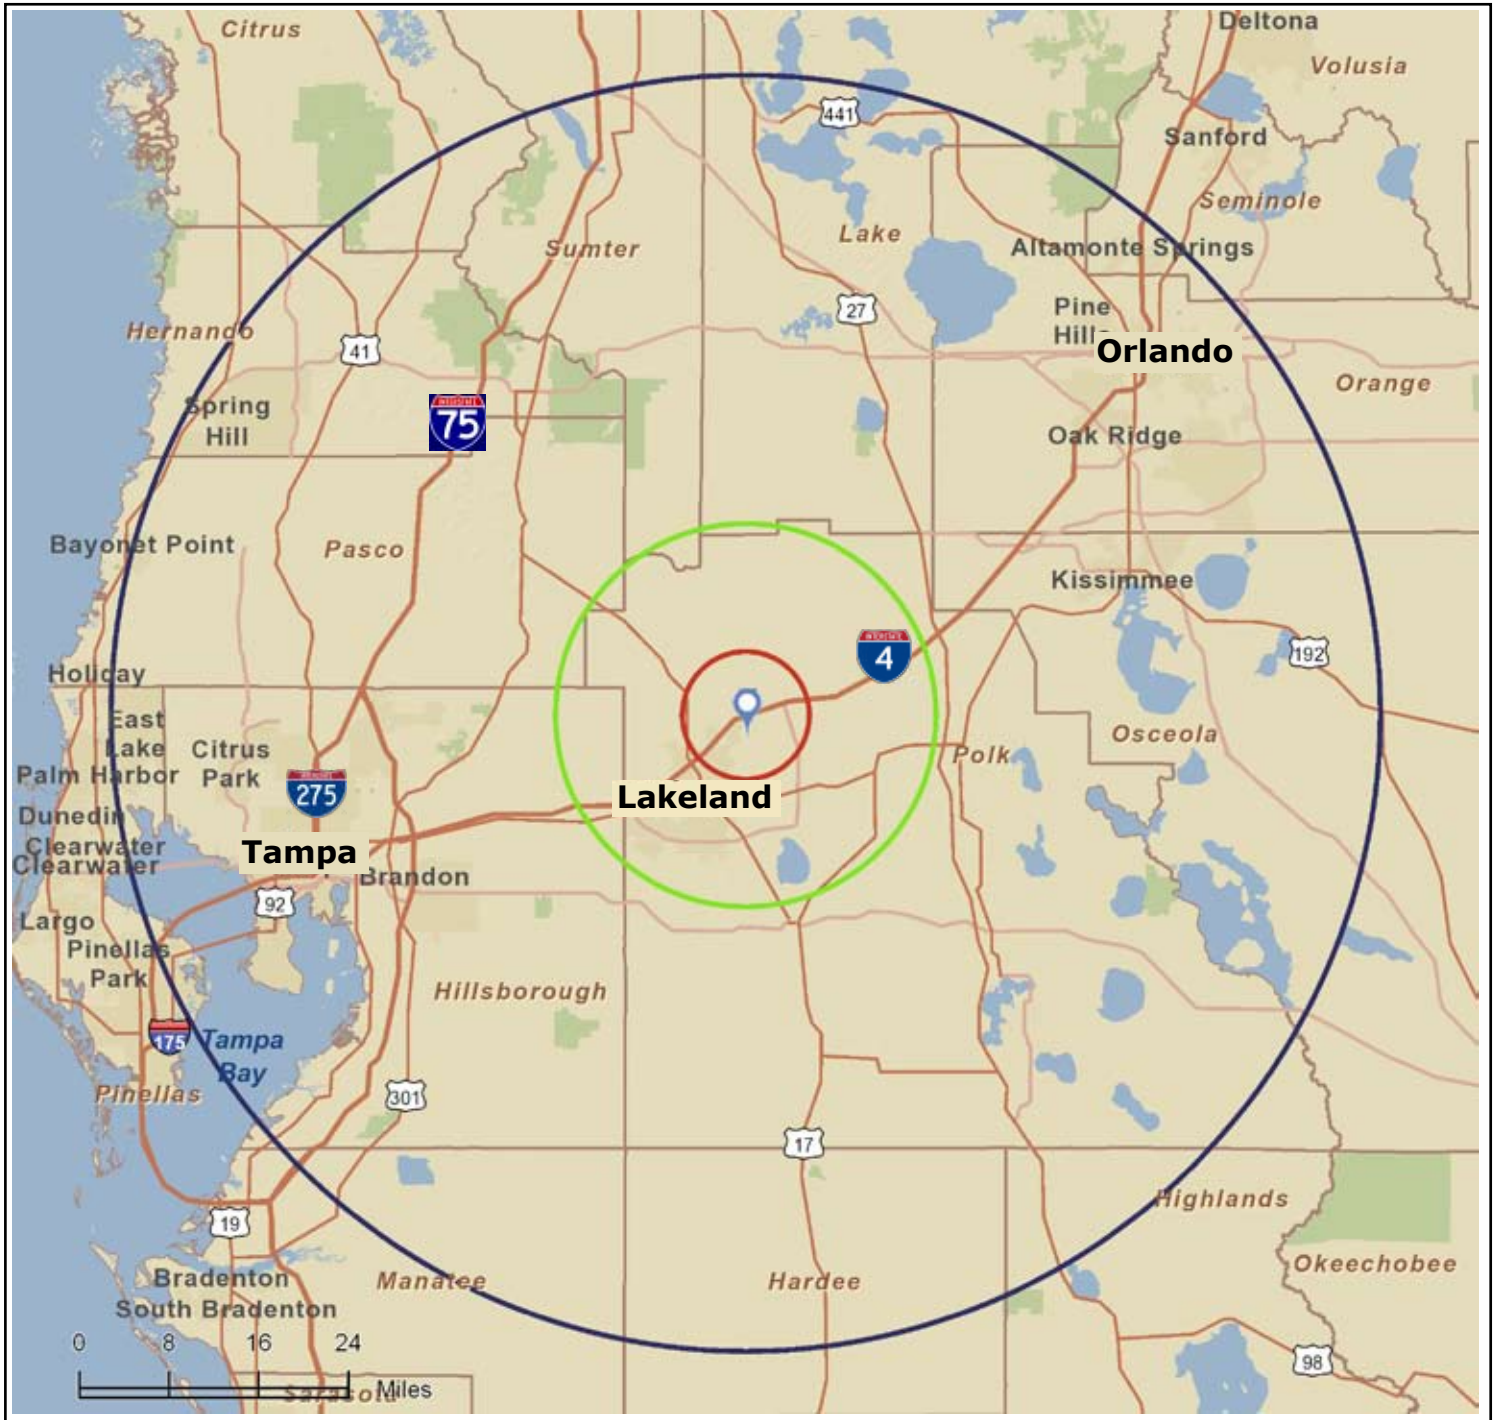 Citrus
Deltona
Volusia
441
Sanford
Seminole
Sumter
Lake
Altamonte Springs
Hernando
41
27
Pine
Hills
Orlando
Orange
Spring
Hill
75
Oak Ridge
Bayonet Point
Pasco
Kissimmee
Holiday
4
192
East
Lake
Citrus
Park
Palm Harbor
Polk
Osceola
275
Lakeland
Dunedin
Clearwater
Clearwater
Tampa
Brandon
92
Largo
Pinellas
Park
Hillsborough
175
Tampa
Bay
Pinellas
301
17
19
Highlands
Okeechobee
Bradenton
South Bradenton
Manatee
Hardee
0 8 16 24
Miles
Sarasota
98